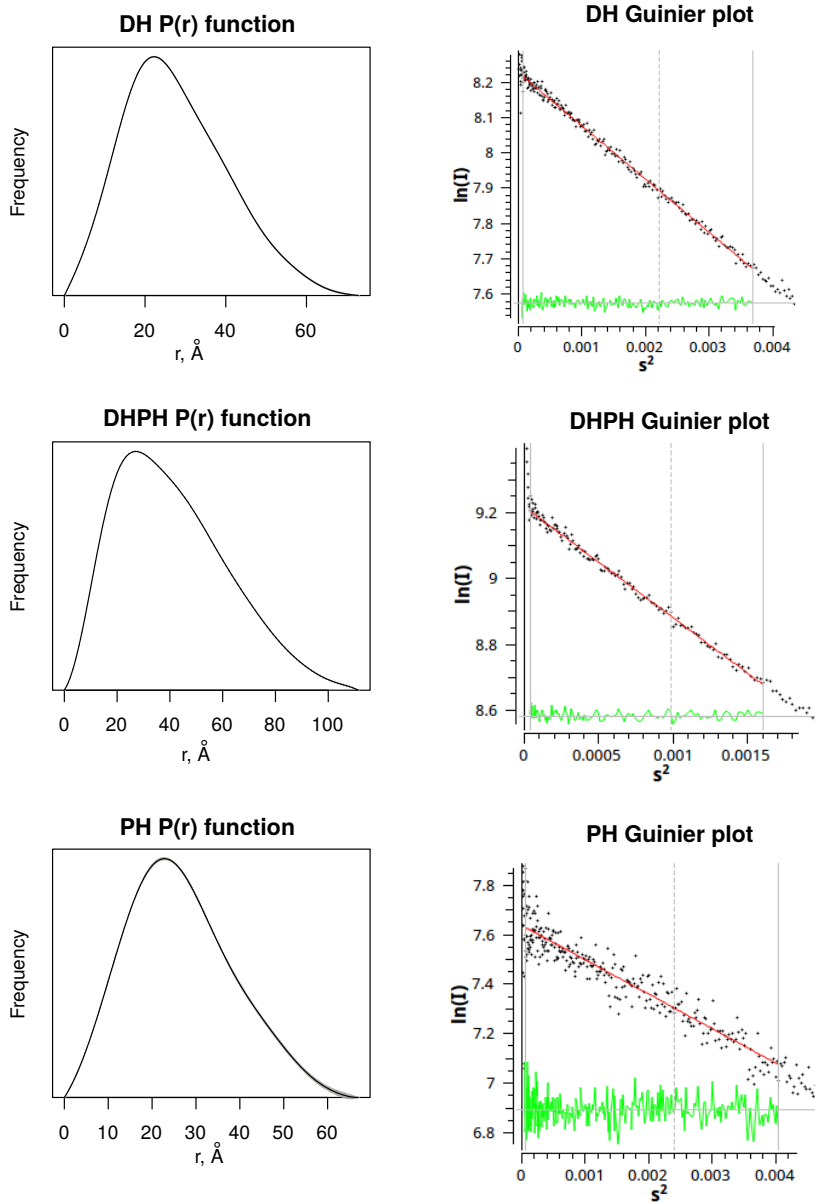 DH P(r) function
Frequency
0 20 40 60
r, Å
DH Guinier plot
ln(I)
8.2
8.1
8
7.9
7.8
7.7
7.6
0 0.001 0.002 0.003 0.004
s²
DHPH P(r) function
Frequency
0 20 40 60 80 100
r, Å
DHPH Guinier plot
ln(I)
9.2
9
8.8
8.6
0 0.0005 0.001 0.0015
s²
PH P(r) function
Frequency
0 10 20 30 40 50 60
r, Å
PH Guinier plot
ln(I)
7.8
7.6
7.4
7.2
7
6.8
0 0.001 0.002 0.003 0.004
s²